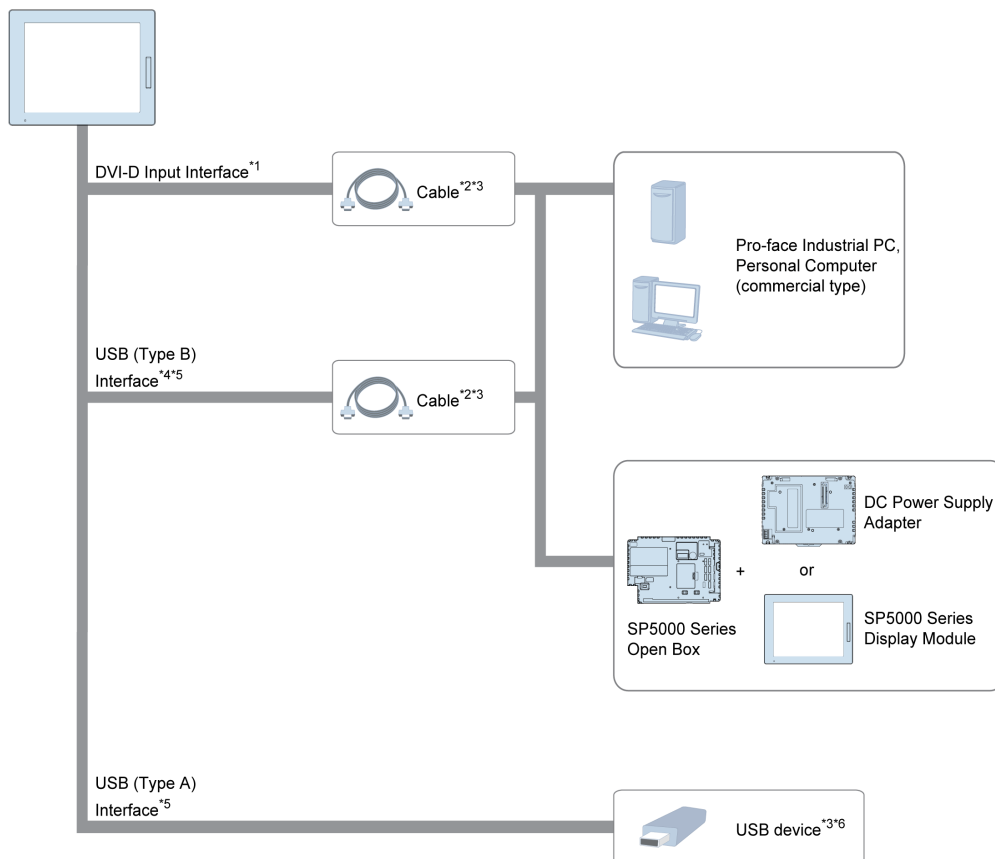 DVI-D Input Interface*1
Cable*2*3
Pro-face Industrial PC,
Personal Computer
(commercial type)
USB (Type B)
Interface*4*5
Cable*2*3
DC Power Supply
Adapter
+
or
SP5000 Series
Open Box
SP5000 Series
Display Module
USB (Type A)
Interface*5
USB device*3*6